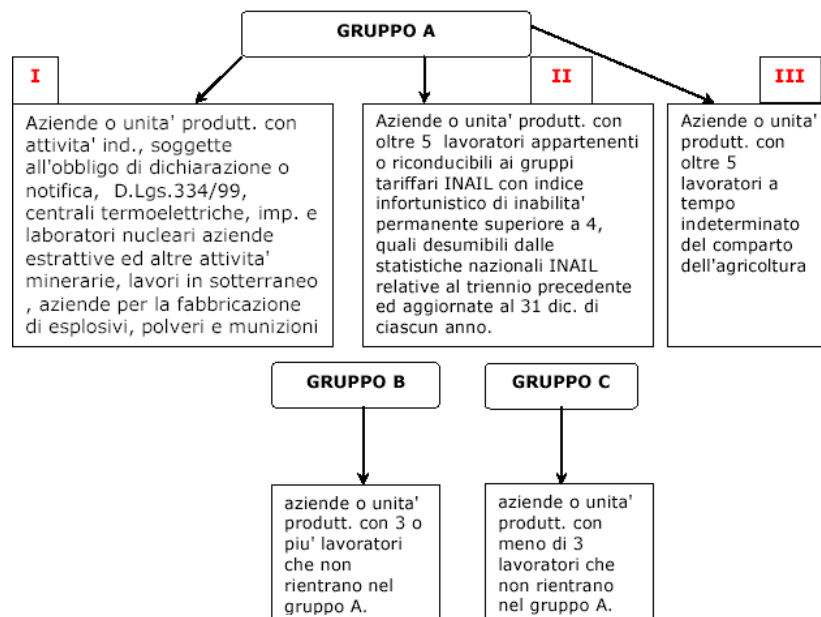 GRUPPO A
I
Aziende o unita' produtt. con
attivita' ind., soggette
all'obbligo di dichiarazione o
notifica, D.Lgs.334/99,
centrali termoelettriche, imp. e
laboratori nucleari aziende
estrattive ed altre attivita'
minerarie, lavori in sotterraneo
, aziende per la fabbricazione
di esplosivi, polveri e munizioni
II
Aziende o unita' produtt. con
oltre 5 lavoratori appartenenti
o riconducibili ai gruppi
tariffari INAIL con indice
infortunistico di inabilita'
permanente superiore a 4,
quali desumibili dalle
statistiche nazionali INAIL
relative al triennio precedente
ed aggiornate al 31 dic. di
ciascun anno.
III
Aziende o unita'
produtt. con
oltre 5
lavoratori a
tempo
indeterminato
del comparto
dell'agricoltura
GRUPPO B
aziende o unita'
produtt. con 3 o
piu' lavoratori
che non
rientrano nel
gruppo A.
GRUPPO C
aziende o unita'
produtt. con
meno di 3
lavoratori che
non rientrano
nel gruppo A.